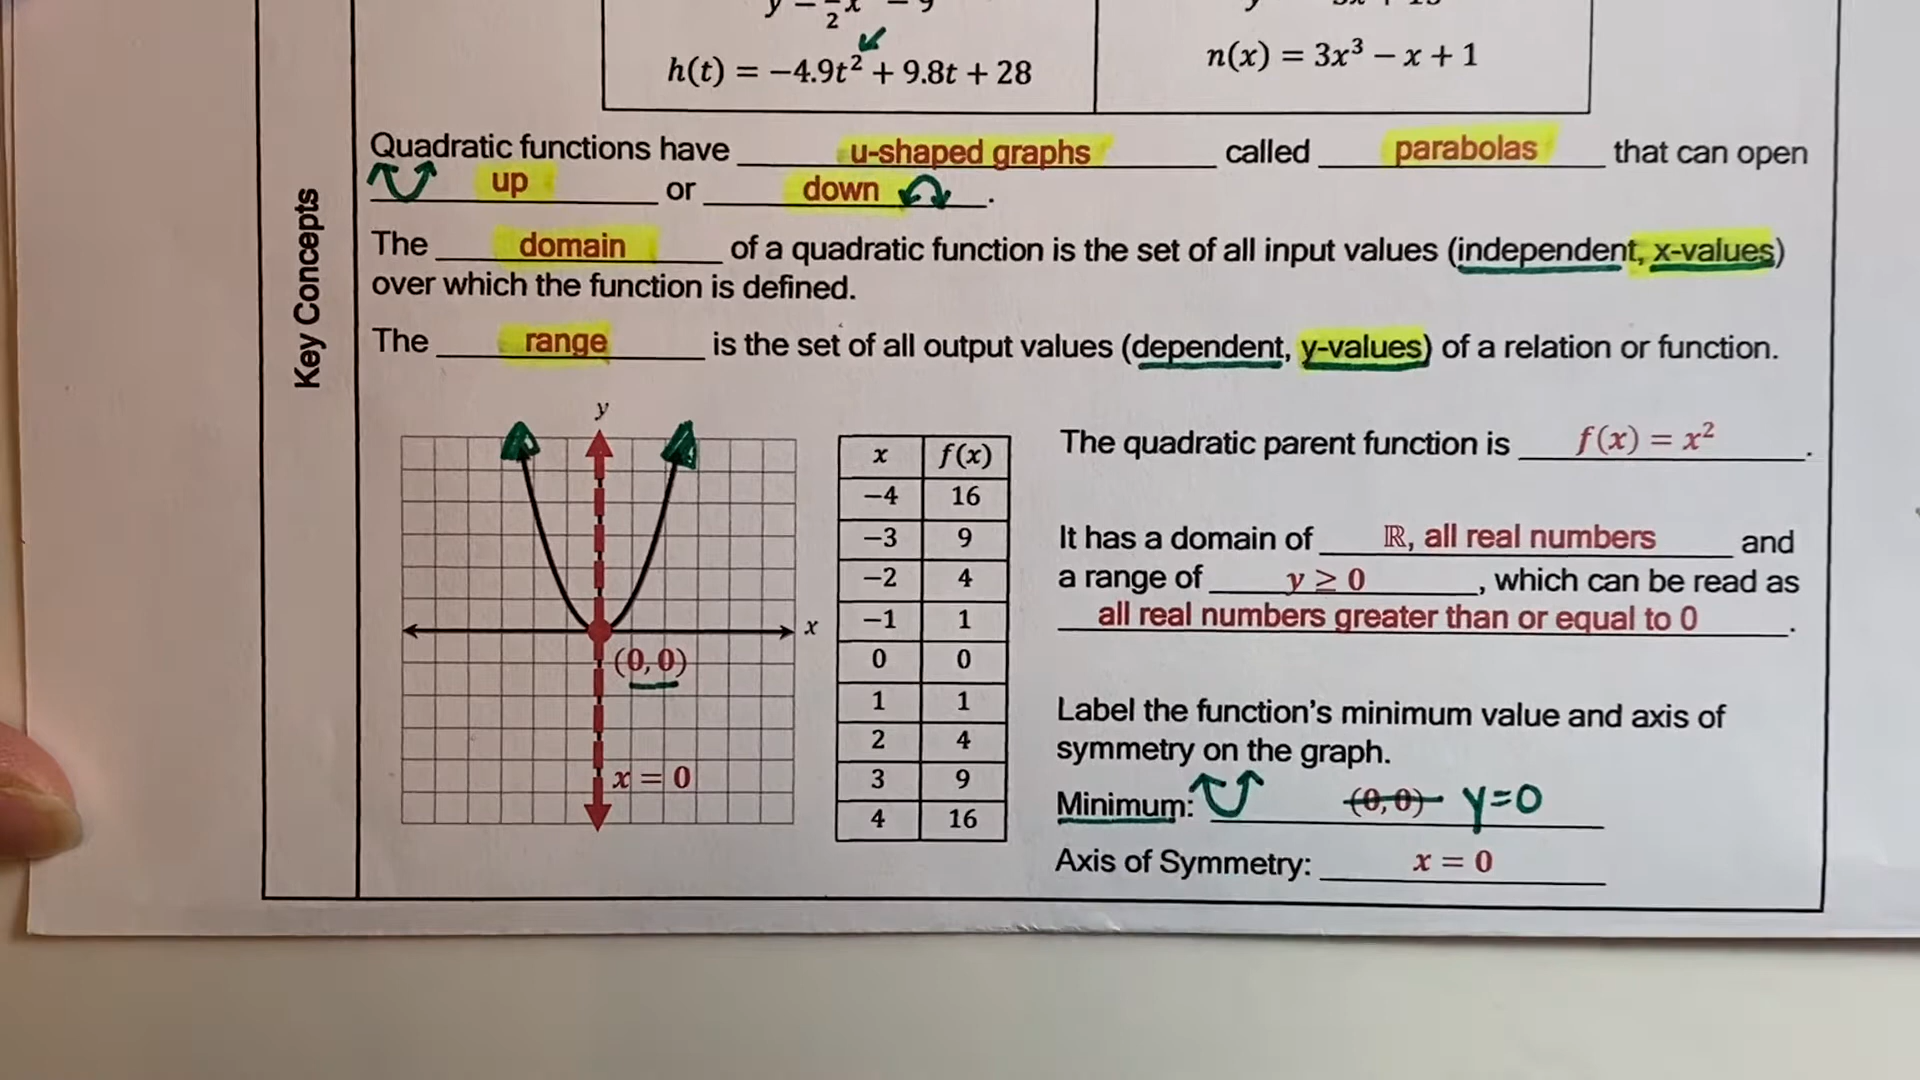 h(t) = −4.9t² + 9.8t + 28
n(x) = 3x³ − x + 1
Key Concepts
Quadratic functions have u-shaped graphs called parabolas that can open
up or down.
The domain of a quadratic function is the set of all input values (independent, x-values)
over which the function is defined.
The range is the set of all output values (dependent, y-values) of a relation or function.
y
x
(0, 0)
x = 0
x f(x)
−4 16
−3 9
−2 4
−1 1
0 0
1 1
2 4
3 9
4 16
The quadratic parent function is f(x) = x².
It has a domain of ℝ, all real numbers and
a range of y ≥ 0, which can be read as
all real numbers greater than or equal to 0.
Label the function's minimum value and axis of
symmetry on the graph.
Minimum: (0, 0) y=0
Axis of Symmetry: x = 0